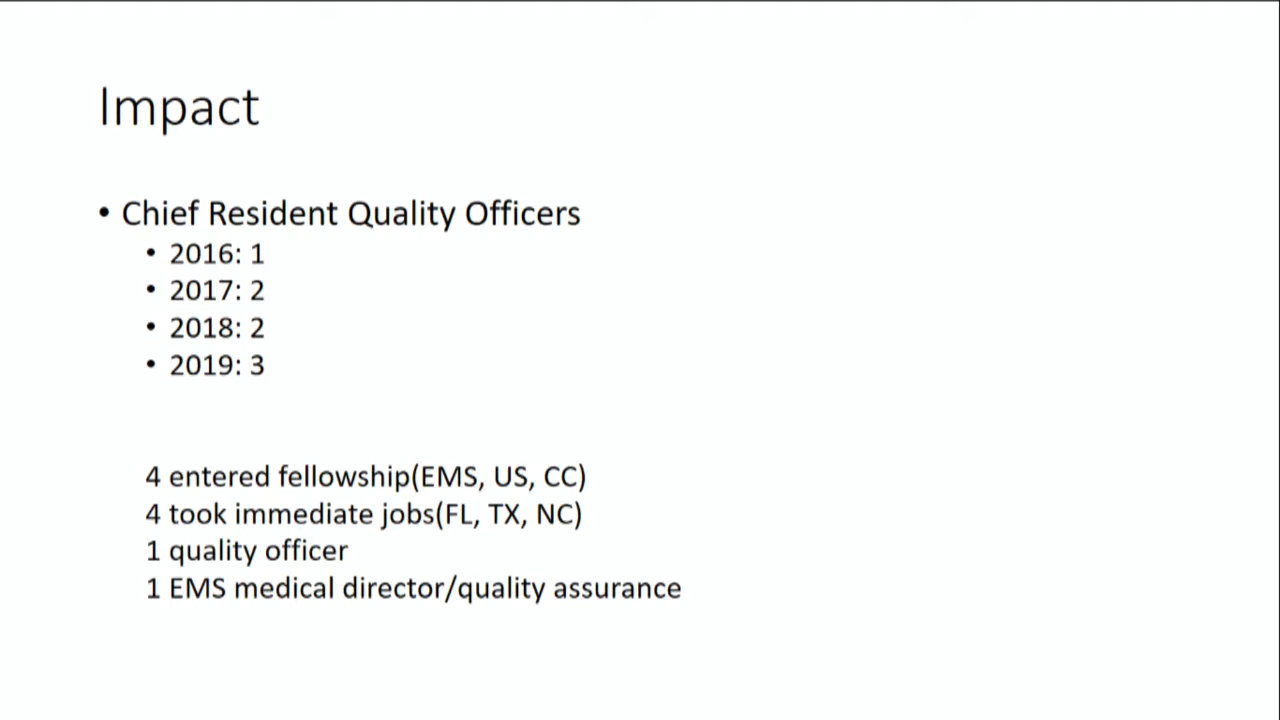 Impact
• Chief Resident Quality Officers
• 2016: 1
• 2017: 2
• 2018: 2
• 2019: 3
4 entered fellowship(EMS, US, CC)
4 took immediate jobs(FL, TX, NC)
1 quality officer
1 EMS medical director/quality assurance